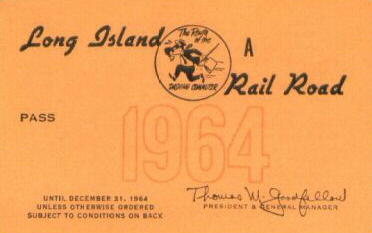 Long Island
The Route
of the
DASHING COMMUTER
A
Rail Road
PASS
1964
UNTIL DECEMBER 31, 1964
UNLESS OTHERWISE ORDERED
SUBJECT TO CONDITIONS ON BACK
Thomas M. Goodfellow
PRESIDENT & GENERAL MANAGER